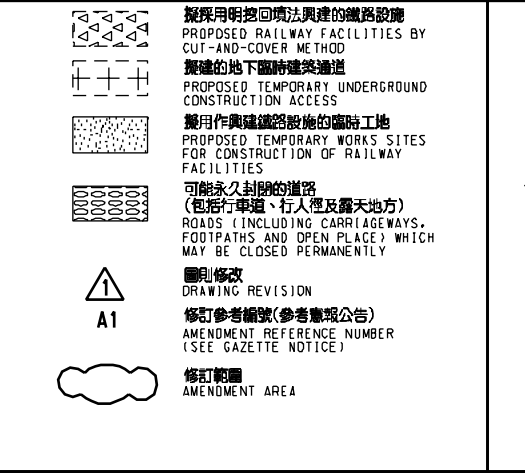 擬採用明挖回填法興建的鐵路設施
PROPOSED RAILWAY FACILITIES BY
CUT-AND-COVER METHOD
擬建的地下臨時建築通道
PROPOSED TEMPORARY UNDERGROUND
CONSTRUCTION ACCESS
擬用作興建鐵路設施的臨時工地
PROPOSED TEMPORARY WORKS SITES
FOR CONSTRUCTION OF RAILWAY
FACILITIES
可能永久封閉的道路
(包括行車道、行人徑及露天地方)
ROADS (INCLUDING CARRIAGEWAYS,
FOOTPATHS AND OPEN PLACE) WHICH
MAY BE CLOSED PERMANENTLY
1
圖則修改
DRAWING REVISION
A1
修訂參考編號(參考憲報公告)
AMENDMENT REFERENCE NUMBER
(SEE GAZETTE NOTICE)
修訂範圍
AMENDMENT AREA